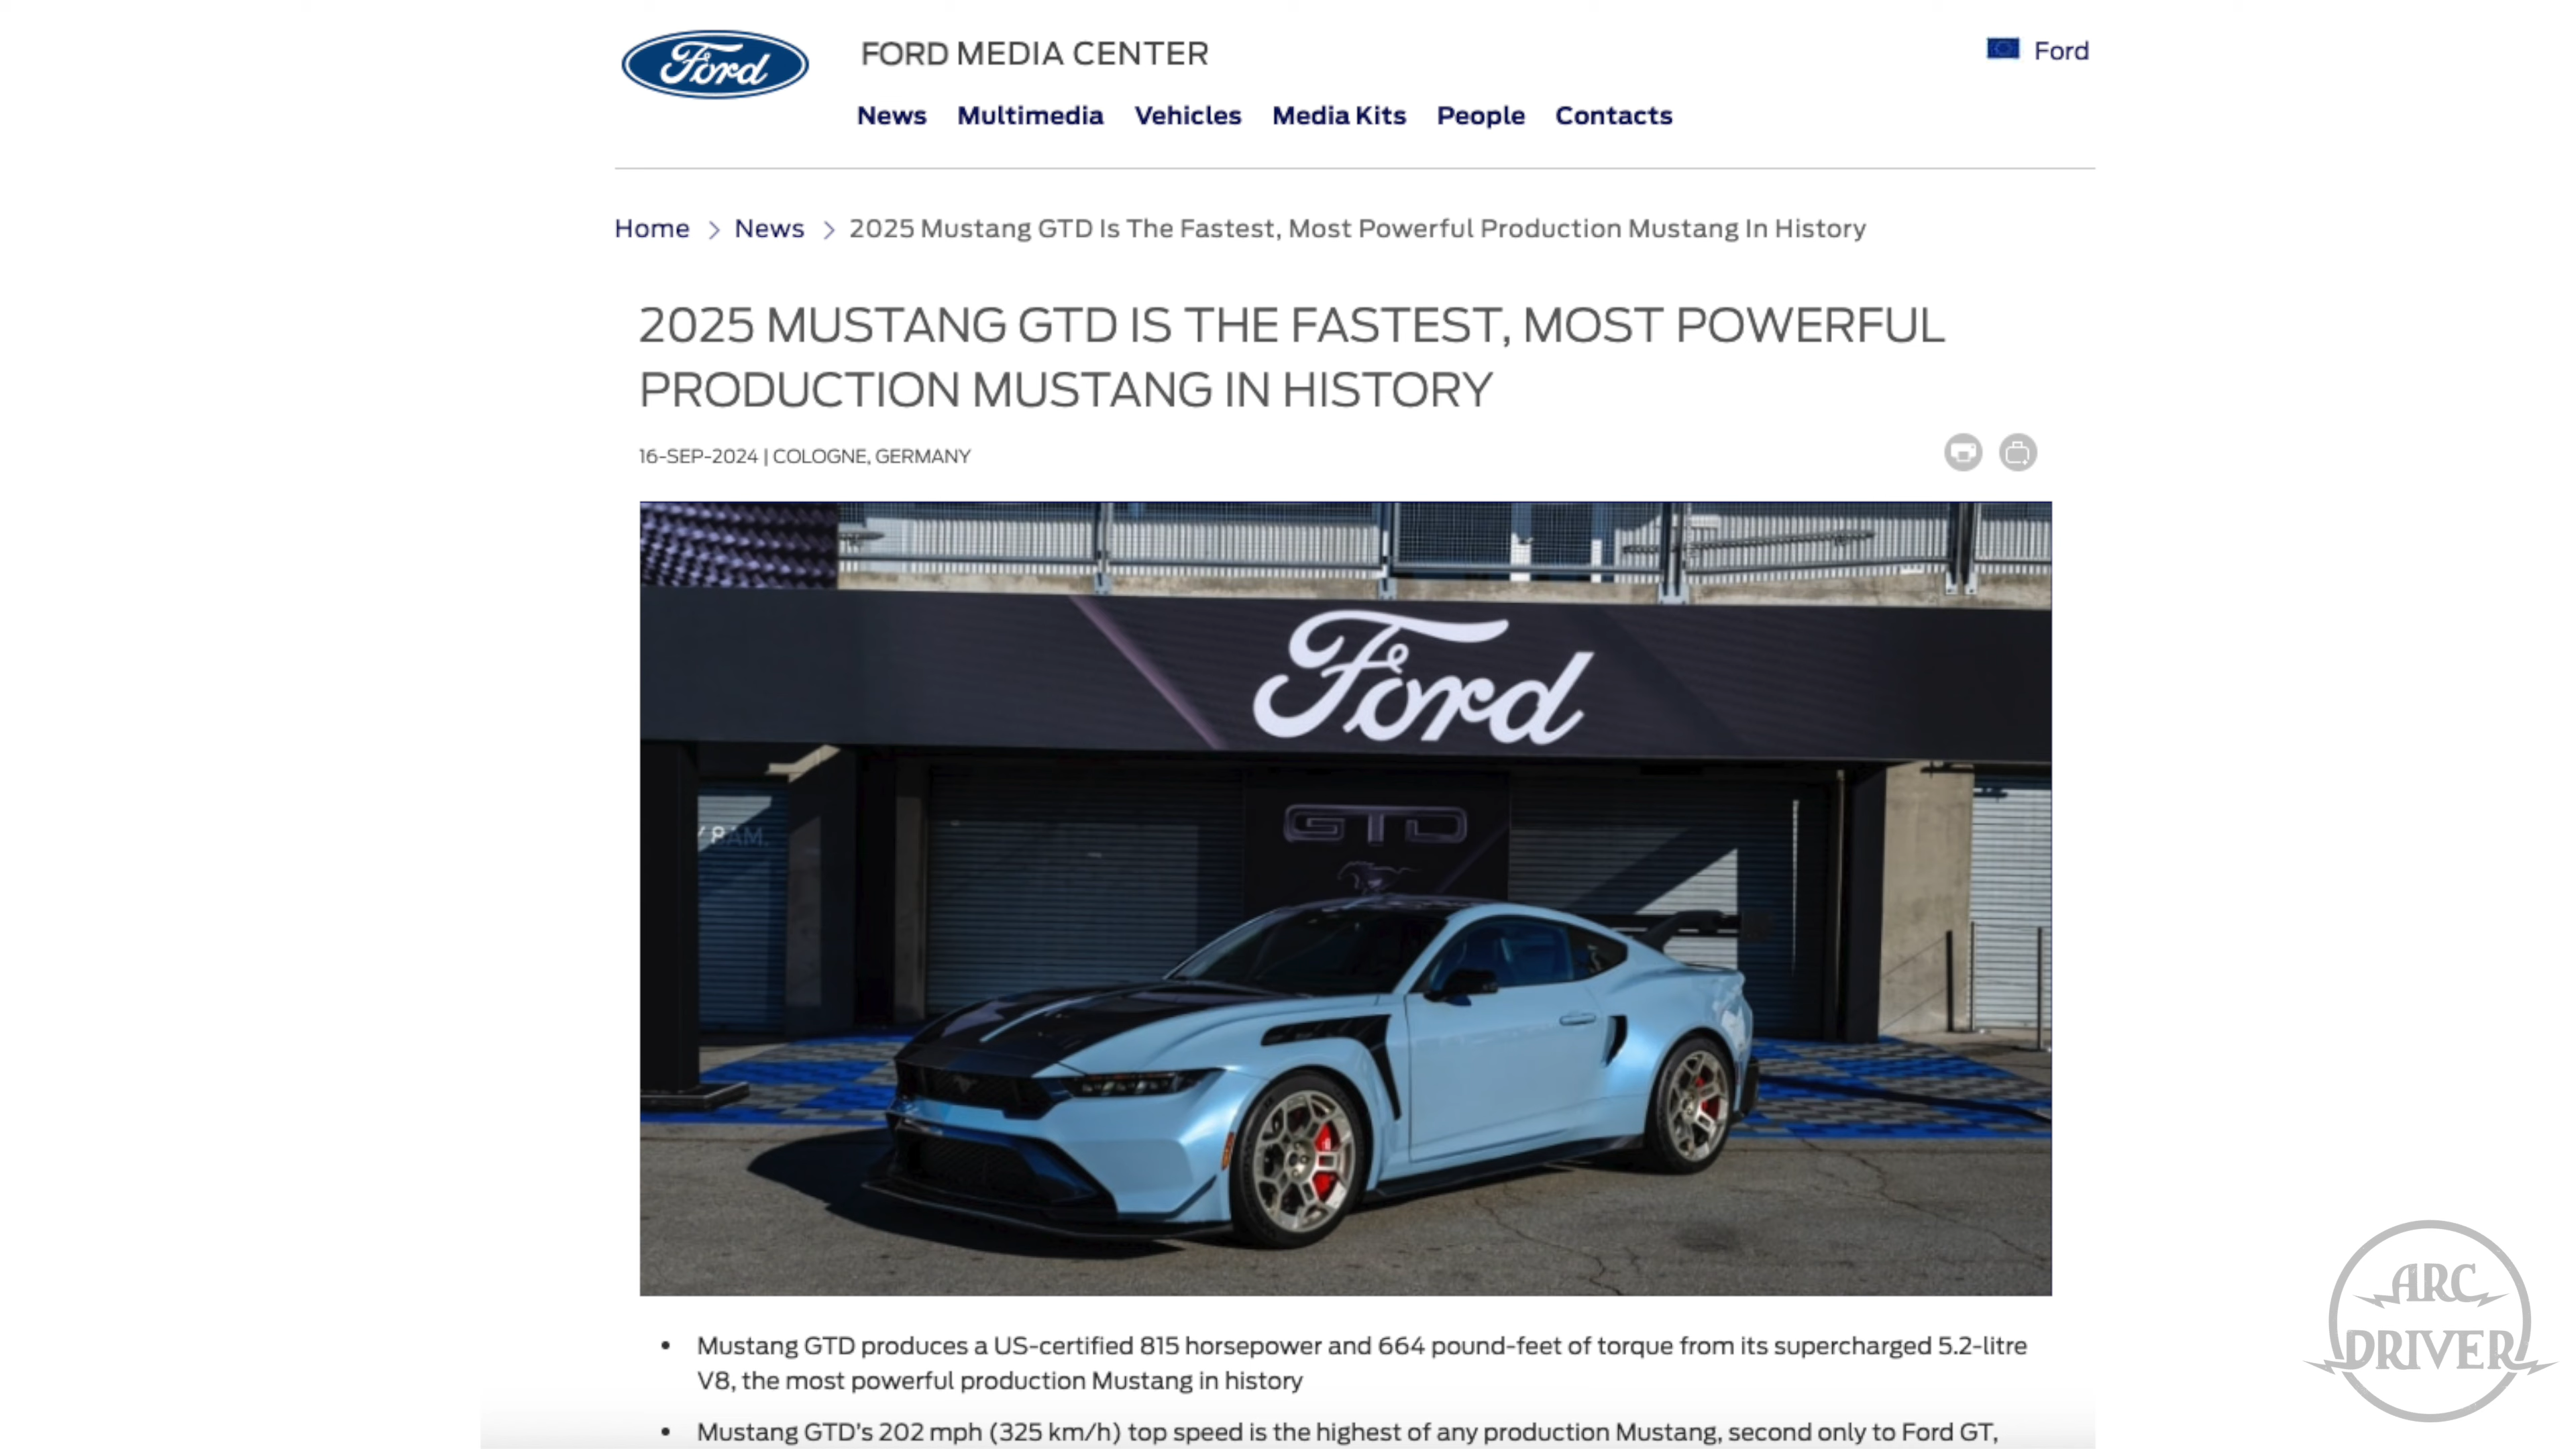 Ford
FORD MEDIA CENTER
Ford
News Multimedia Vehicles Media Kits People Contacts
Home > News > 2025 Mustang GTD Is The Fastest, Most Powerful Production Mustang In History
2025 MUSTANG GTD IS THE FASTEST, MOST POWERFUL
PRODUCTION MUSTANG IN HISTORY
16-SEP-2024 | COLOGNE, GERMANY
Ford
GTD
8AM.
• Mustang GTD produces a US-certified 815 horsepower and 664 pound-feet of torque from its supercharged 5.2-litre
V8, the most powerful production Mustang in history
• Mustang GTD's 202 mph (325 km/h) top speed is the highest of any production Mustang, second only to Ford GT,
ARC
DRIVER